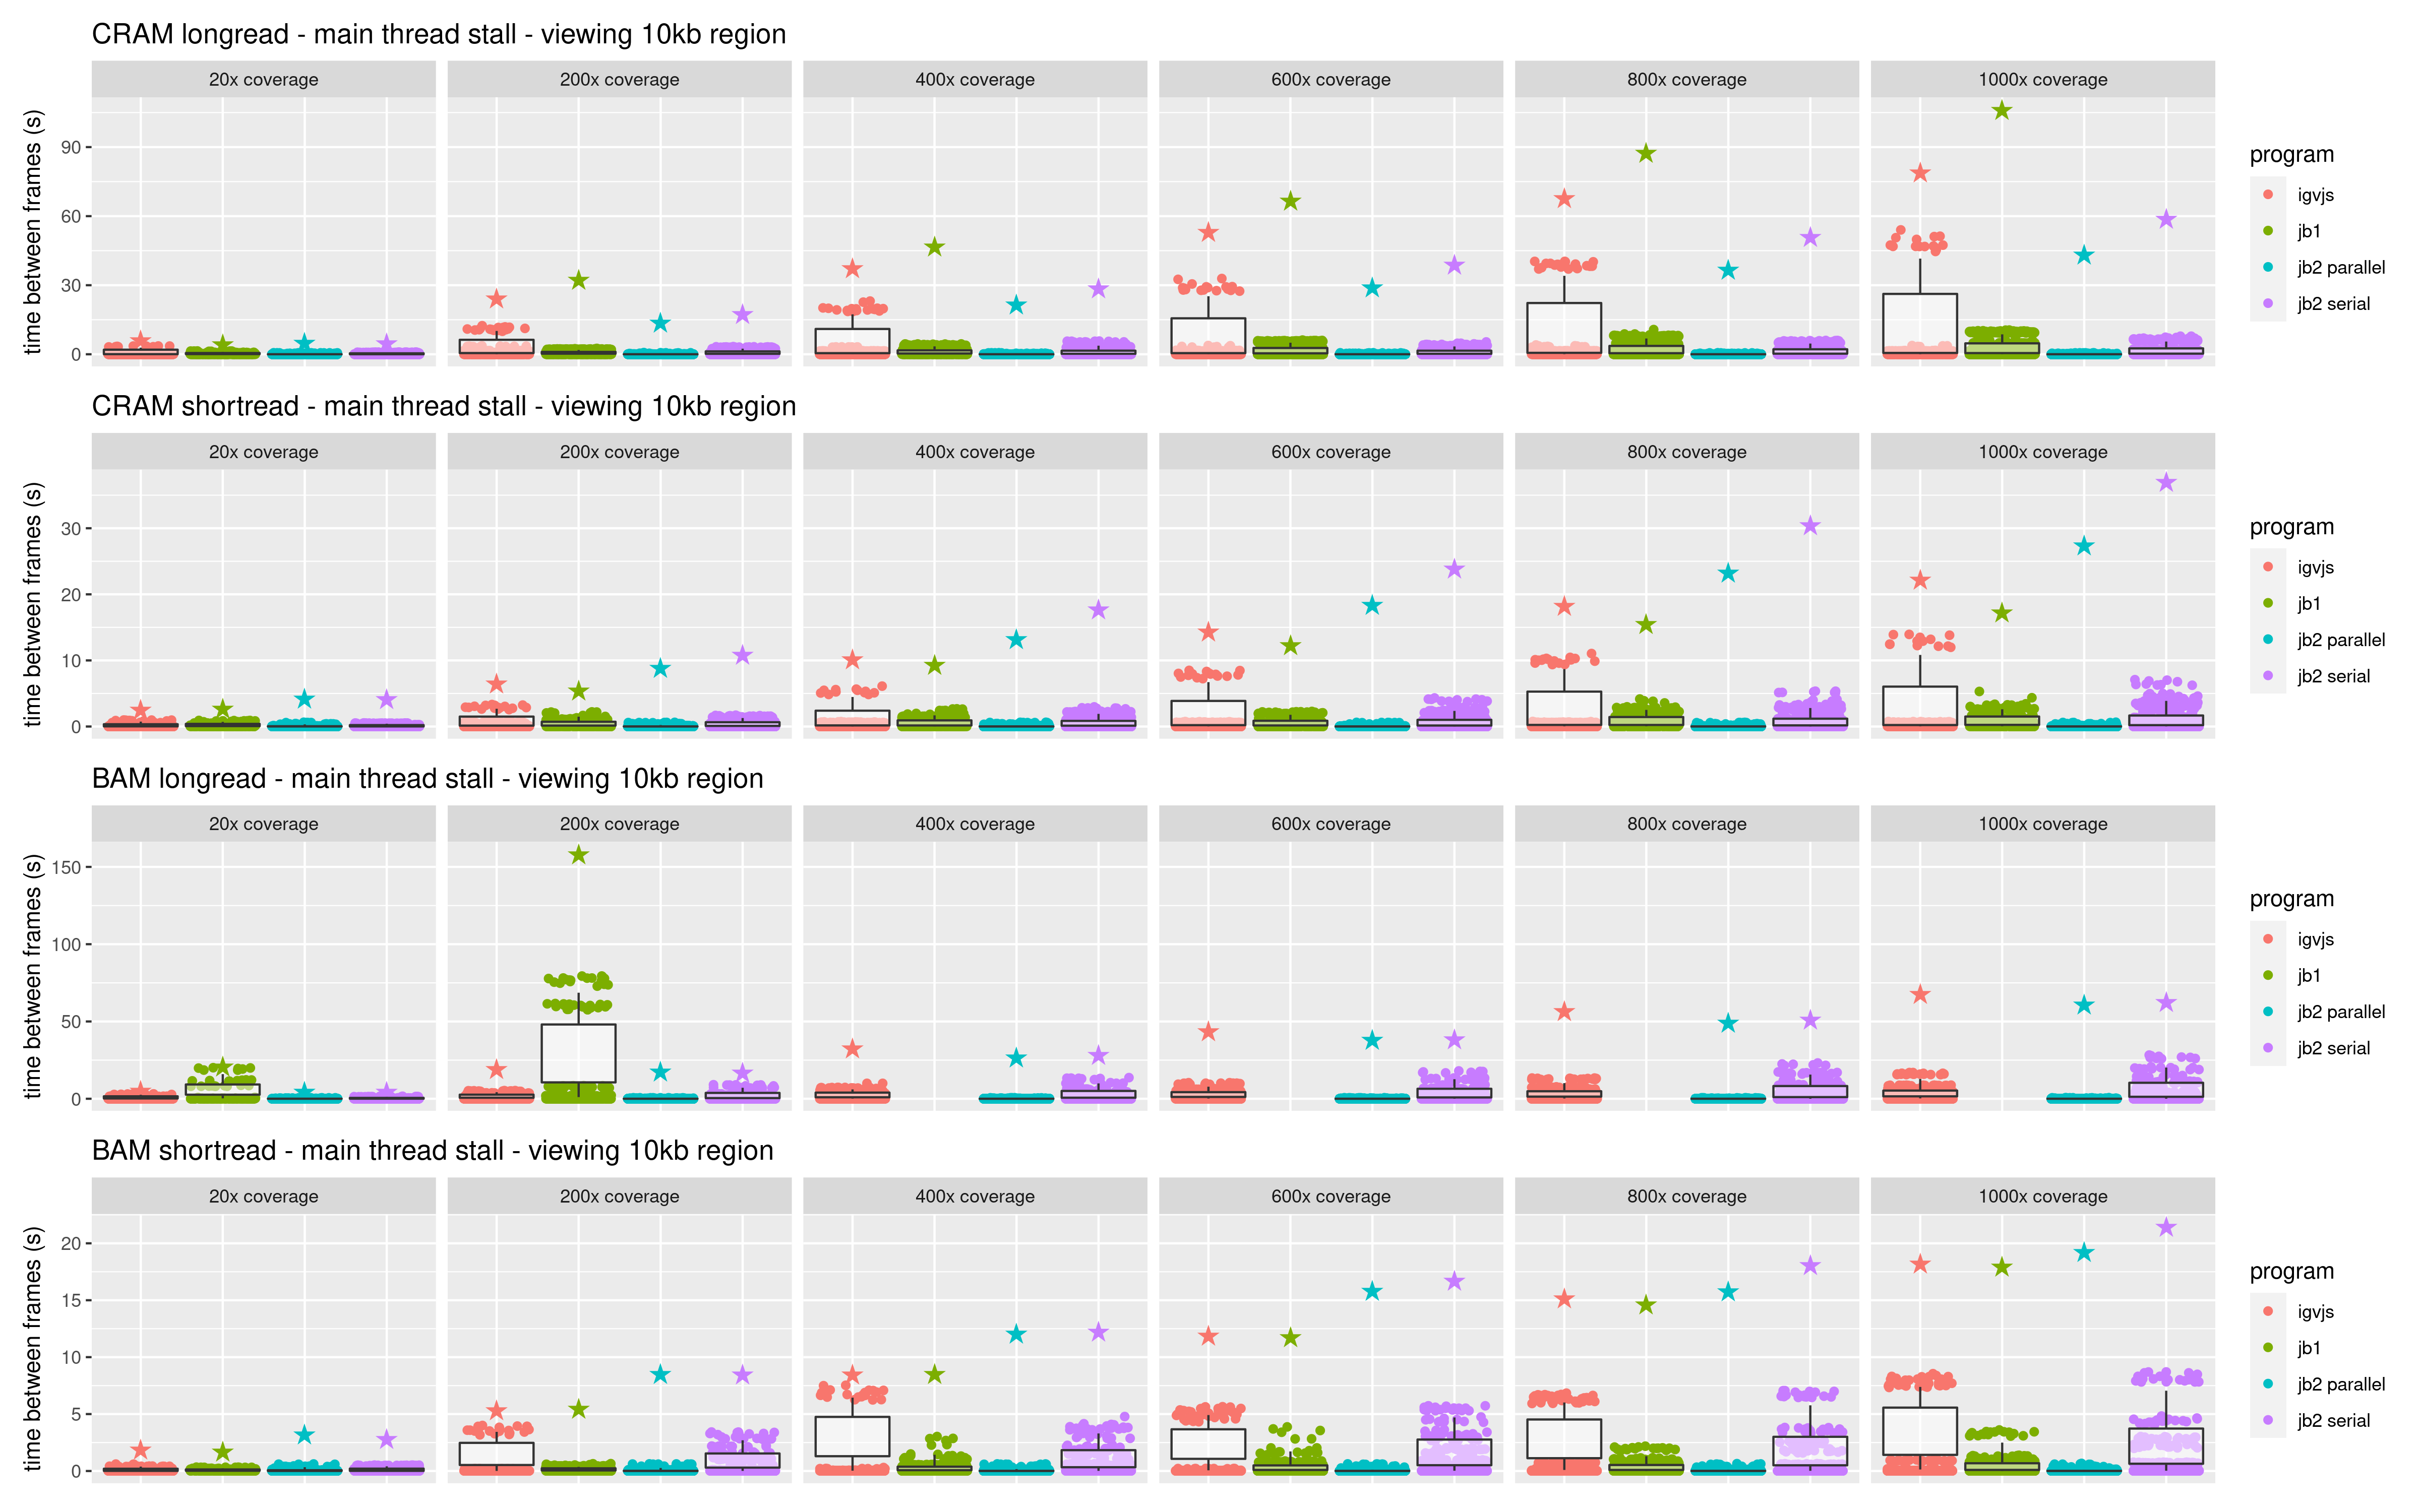 CRAM longread - main thread stall - viewing 10kb region
20x coverage 200x coverage 400x coverage 600x coverage 800x coverage 1000x coverage
time between frames (s)
90
60
30
0
program
igvjs
jb1
jb2 parallel
jb2 serial
CRAM shortread - main thread stall - viewing 10kb region
20x coverage 200x coverage 400x coverage 600x coverage 800x coverage 1000x coverage
time between frames (s)
30
20
10
0
program
igvjs
jb1
jb2 parallel
jb2 serial
BAM longread - main thread stall - viewing 10kb region
20x coverage 200x coverage 400x coverage 600x coverage 800x coverage 1000x coverage
time between frames (s)
150
100
50
0
program
igvjs
jb1
jb2 parallel
jb2 serial
BAM shortread - main thread stall - viewing 10kb region
20x coverage 200x coverage 400x coverage 600x coverage 800x coverage 1000x coverage
time between frames (s)
20
15
10
5
0
program
igvjs
jb1
jb2 parallel
jb2 serial